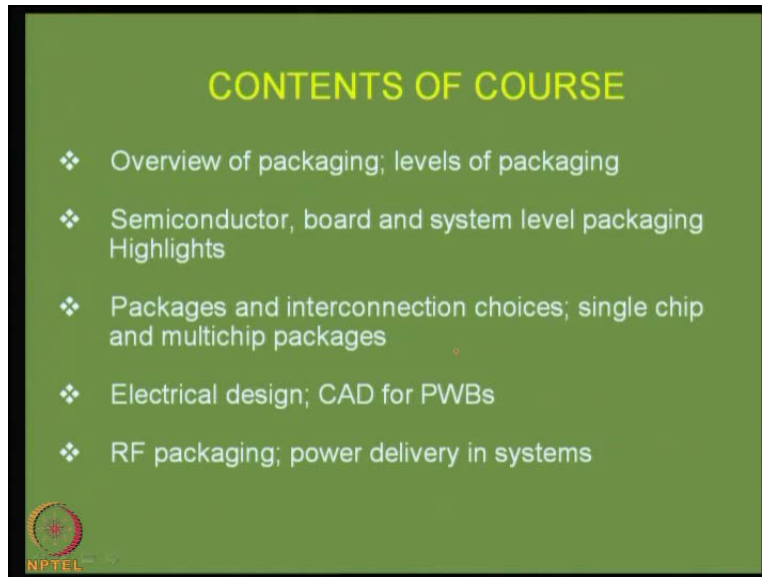 CONTENTS OF COURSE
Overview of packaging; levels of packaging
Semiconductor, board and system level packaging
Highlights
Packages and interconnection choices; single chip
and multichip packages
Electrical design; CAD for PWBs
RF packaging; power delivery in systems
NPTEL